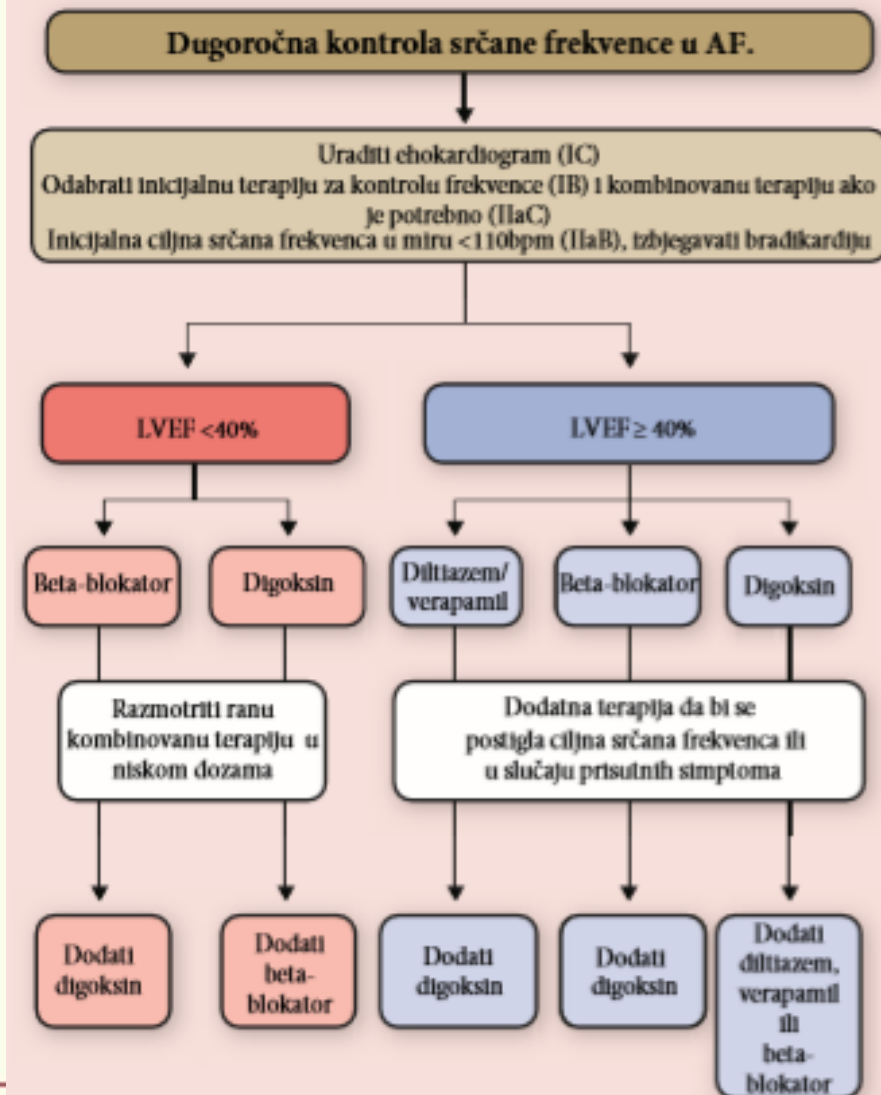 Dugoročna kontrola srčane frekvence u AF.
Uraditi ehokardiogram (IC)
Odabrati inicijalnu terapiju za kontrolu frekvence (IB) i kombinovanu terapiju ako
je potrebno (IIaC)
Inicijalna ciljna srčana frekvenca u miru <110bpm (IIaB), izbjegavati bradikardiju
LVEF <40%
LVEF ≥ 40%
Beta-blokator
Digoksin
Diltiazem/
verapamil
Beta-blokator
Digoksin
Razmotriti ranu
kombinovanu terapiju u
niskom dozama
Dodatna terapija da bi se
postigla ciljna srčana frekvenca ili
u slučaju prisutnih simptoma
Dodati
digoksin
Dodati
beta-
blokator
Dodati
digoksin
Dodati
digoksin
Dodati
diltiazem,
verapamil
ili
beta-
blokator